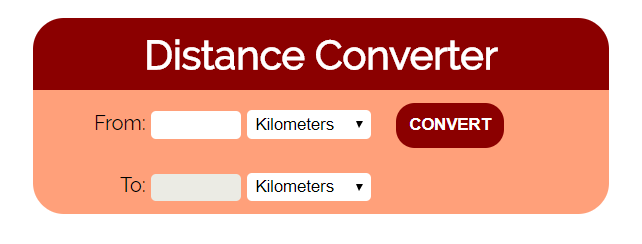 Distance Converter
From: Kilometers CONVERT
To: Kilometers